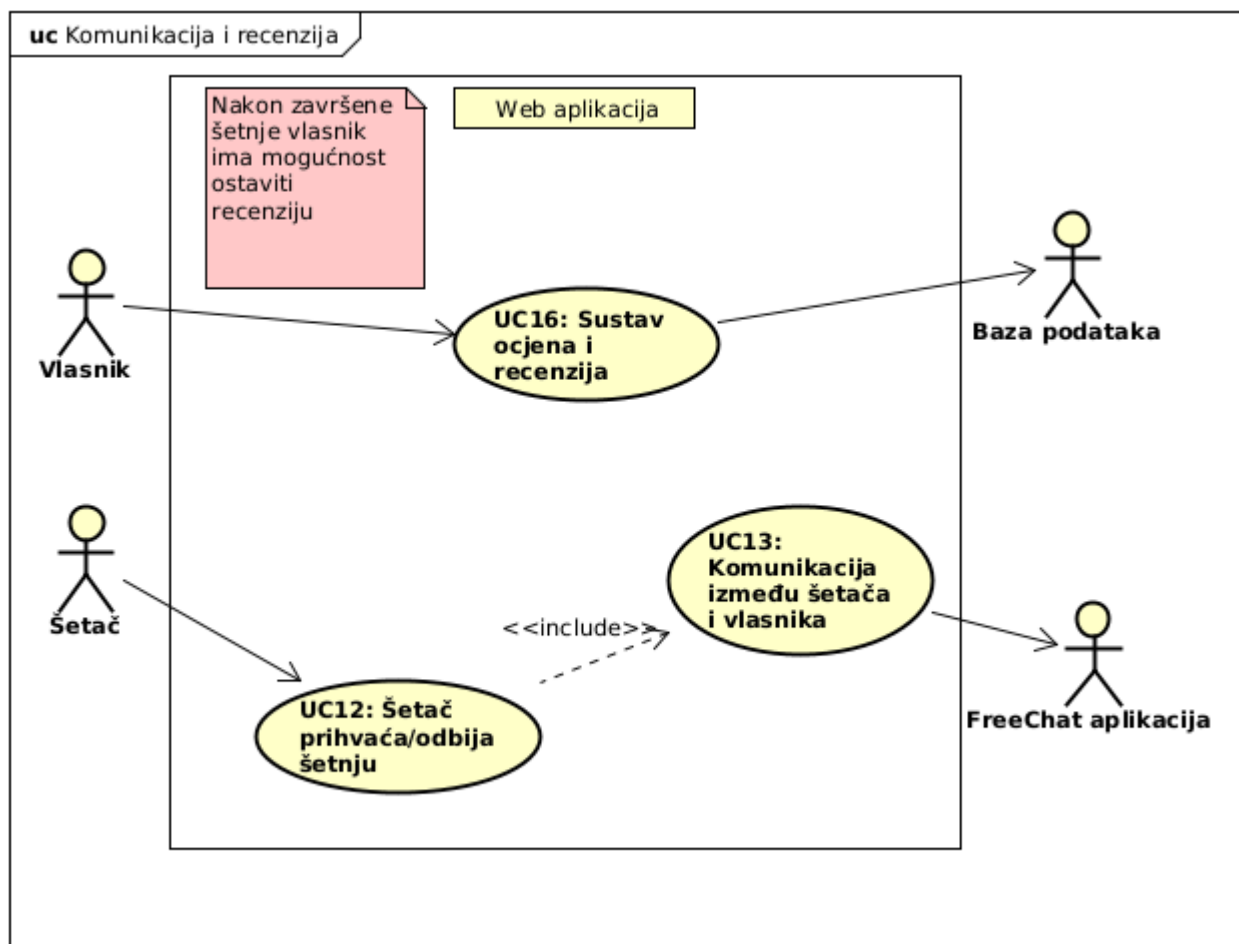 uc Komunikacija i recenzija
Nakon završene
šetnje vlasnik
ima mogućnost
ostaviti
recenziju
Web aplikacija
Vlasnik
UC16: Sustav
ocjena i
recenzija
Baza podataka
Šetač
UC12: Šetač
prihvaća/odbija
šetnju
<<include>>
UC13:
Komunikacija
između šetača
i vlasnika
FreeChat aplikacija